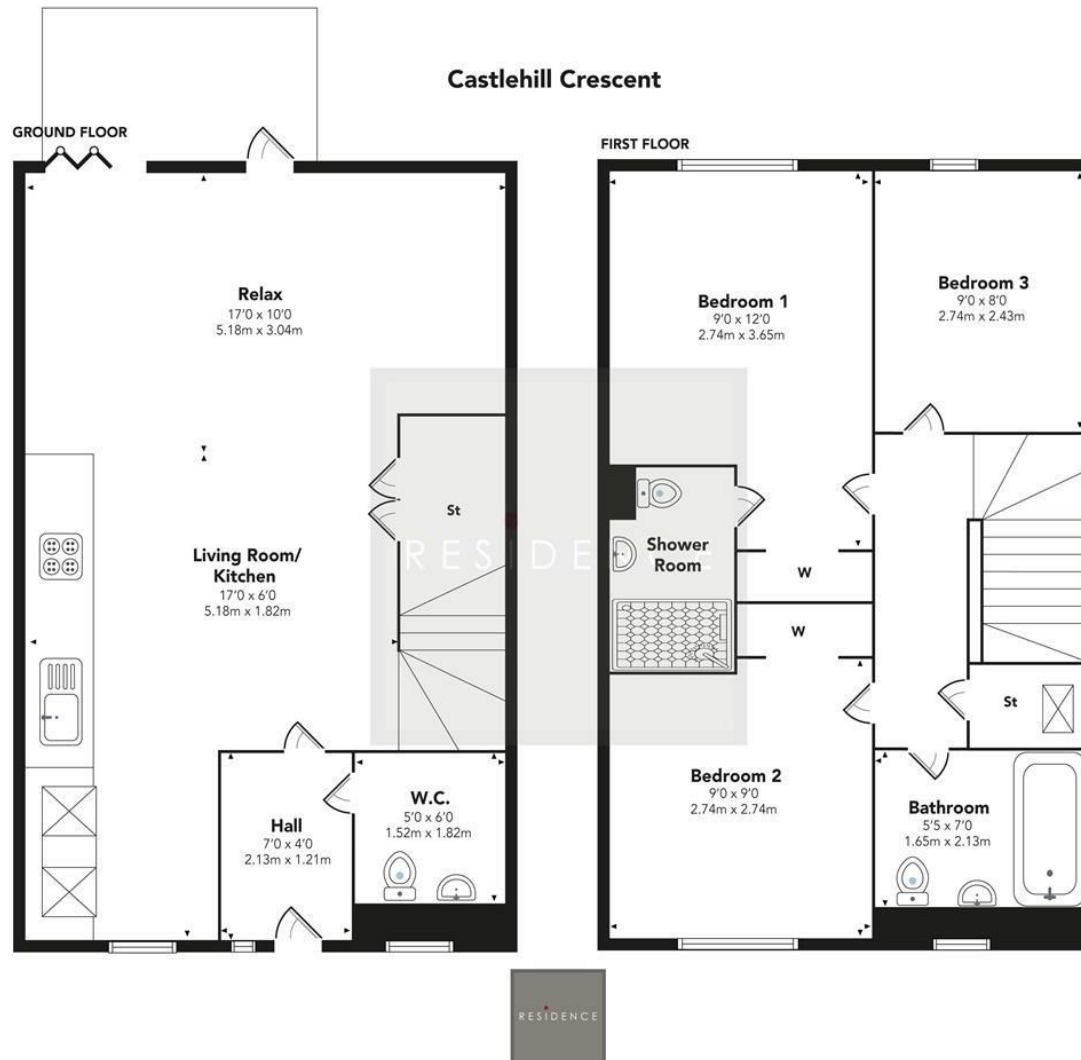 Castlehill Crescent
GROUND FLOOR
Relax
17'0 x 10'0
5.18m x 3.04m
Living Room/
Kitchen
17'0 x 6'0
5.18m x 1.82m
St
Hall
7'0 x 4'0
2.13m x 1.21m
W.C.
5'0 x 6'0
1.52m x 1.82m
FIRST FLOOR
Bedroom 1
9'0 x 12'0
2.74m x 3.65m
Bedroom 3
9'0 x 8'0
2.74m x 2.43m
Shower
Room
W
W
St
Bedroom 2
9'0 x 9'0
2.74m x 2.74m
Bathroom
5'5 x 7'0
1.65m x 2.13m
RESIDENCE
RESIDENCE